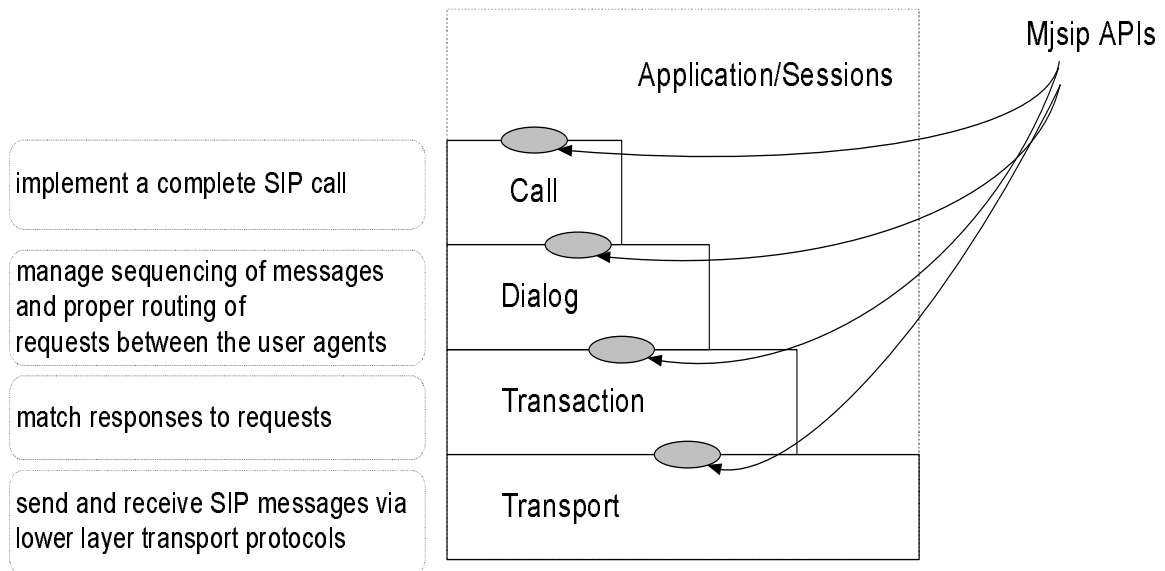 Mjsip APIs
Application/Sessions
implement a complete SIP call
Call
manage sequencing of messages
and proper routing of
requests between the user agents
Dialog
match responses to requests
Transaction
send and receive SIP messages via
lower layer transport protocols
Transport